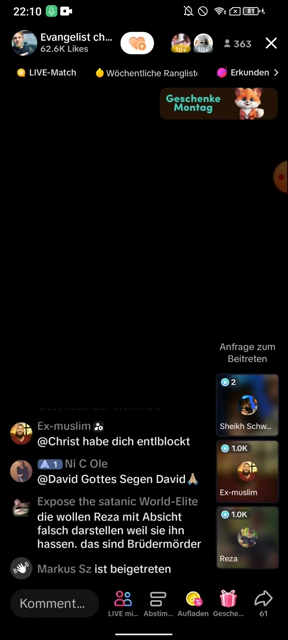 22:10
Evangelist ch...
62.6K Likes
10+
363
LIVE-Match
Wöchentliche Ranglist
Erkunden
Geschenke
Montag
Anfrage zum
Beitreten
2
Sheikh Schw...
Ex-muslim
@Christ habe dich entlblockt
1.0K
Ex-muslim
1 Ni C Ole
@David Gottes Segen David🙏🏽
Expose the satanic World-Elite
die wollen Reza mit Absicht
falsch darstellen weil sie ihn
hassen. das sind Brüdermörder
1.0K
Reza
Markus Sz ist beigetreten
Komment...
LIVE mi...
Abstim...
Aufladen
Gesche...
61